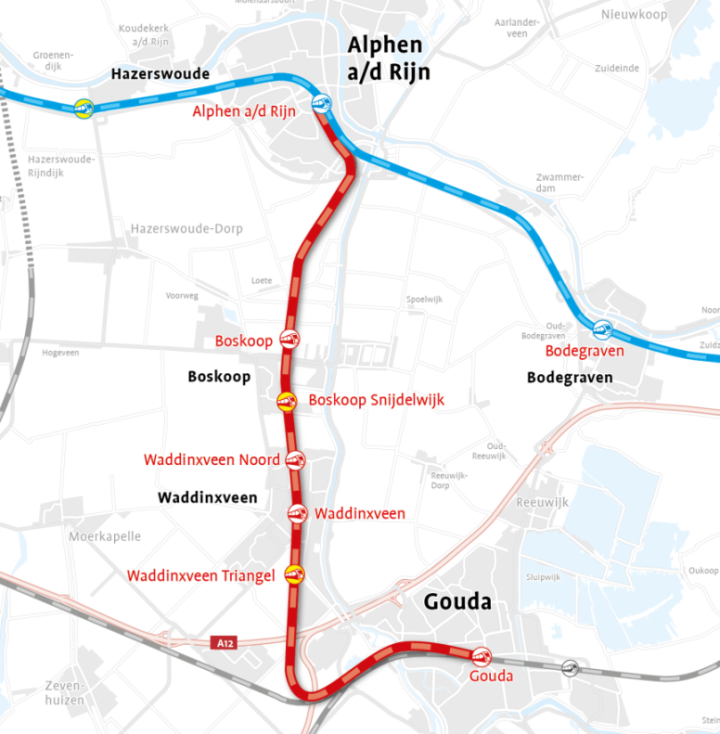 Koudekerk
a/d Rijn
Aarlander-
veen
Nieuwkoop
Groenen-
dijk
Alphen
a/d Rijn
Zuideinde
Hazerswoude
Alphen a/d Rijn
Hazerswoude-
Rijndijk
Zwammer-
dam
Hazerswoude-Dorp
Loete
Voorweg
Spoelwijk
Oud-
Bodegraven
Boskoop
Bodegraven
Hogeveen
Boskoop
Bodegraven
Boskoop Snijdelwijk
Oud-
Reeuwijk
Waddinxveen Noord
Reeuwijk-
Dorp
Waddinxveen
Reeuwijk
Waddinxveen
Moerkapelle
Waddinxveen Triangel
Sluipwijk
Oukoop
Gouda
A12
Gouda
Zeven-
huizen